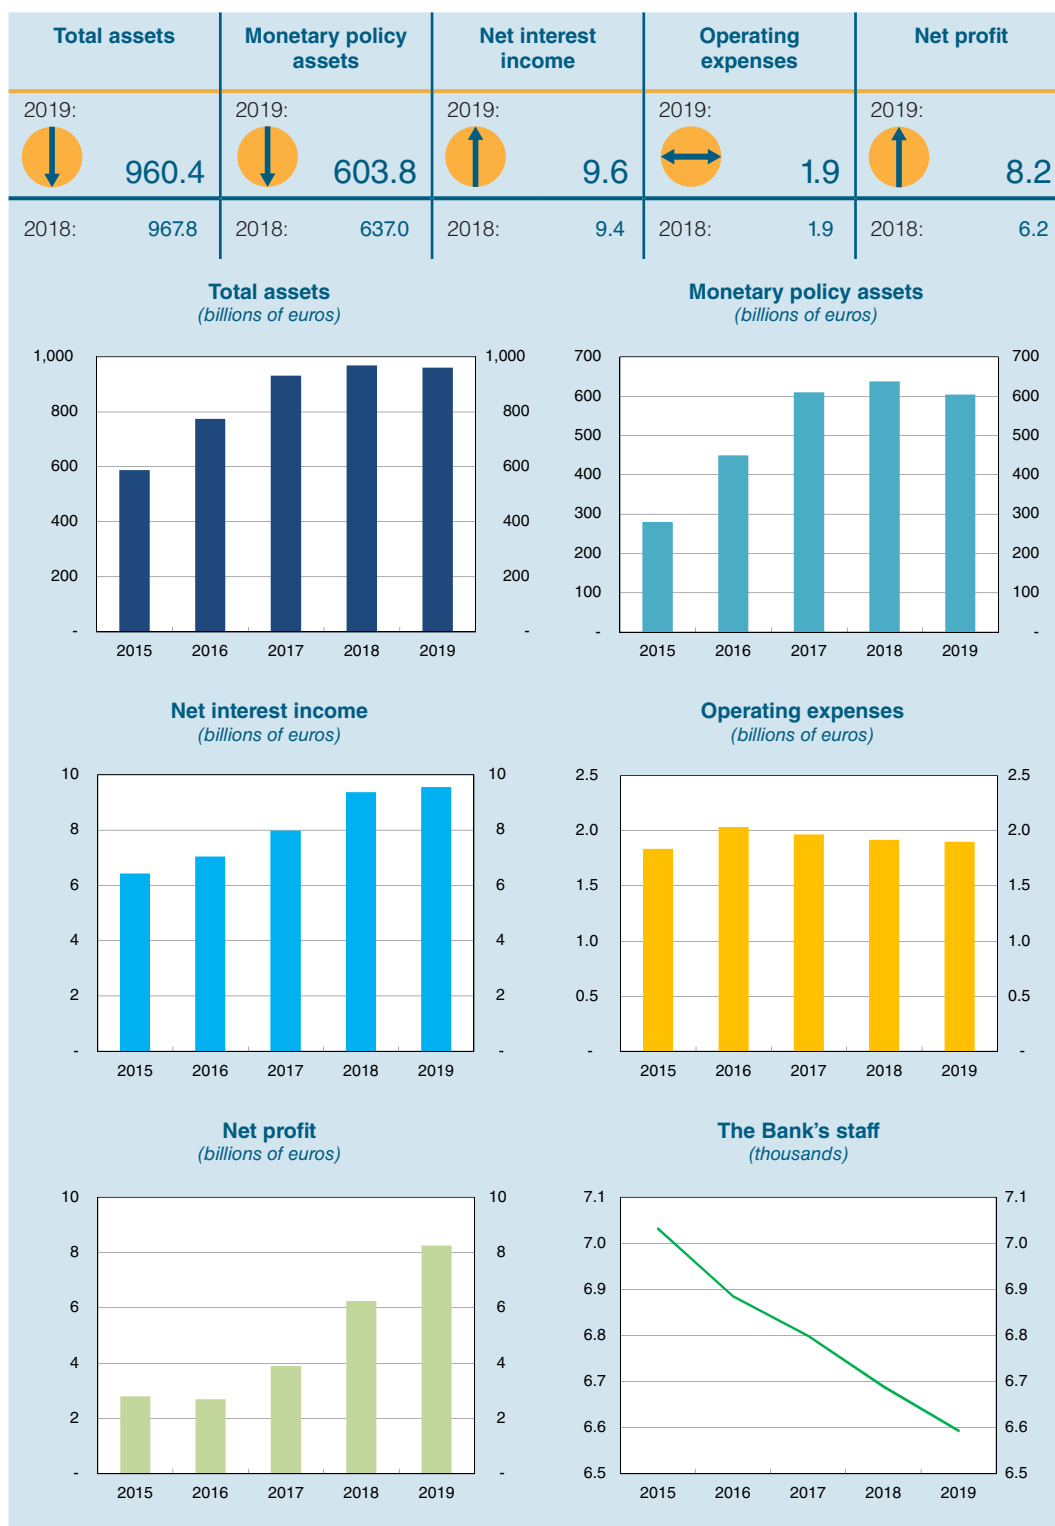 Total assets
Monetary policy
assets
Net interest
income
Operating
expenses
Net profit
2019:
960.4
2019:
603.8
2019:
9.6
2019:
1.9
2019:
8.2
2018:
967.8
2018:
637.0
2018:
9.4
2018:
1.9
2018:
6.2
Total assets
(billions of euros)
1,000 1,000
800 800
600 600
400 400
200 200
- -
2015 2016 2017 2018 2019
Monetary policy assets
(billions of euros)
700 700
600 600
500 500
400 400
300 300
200 200
100 100
- -
2015 2016 2017 2018 2019
Net interest income
(billions of euros)
10 10
8 8
6 6
4 4
2 2
- -
2015 2016 2017 2018 2019
Operating expenses
(billions of euros)
2.5 2.5
2.0 2.0
1.5 1.5
1.0 1.0
0.5 0.5
- -
2015 2016 2017 2018 2019
Net profit
(billions of euros)
10 10
8 8
6 6
4 4
2 2
- -
2015 2016 2017 2018 2019
The Bank's staff
(thousands)
7.1 7.1
7.0 7.0
6.9 6.9
6.8 6.8
6.7 6.7
6.6 6.6
6.5 6.5
2015 2016 2017 2018 2019